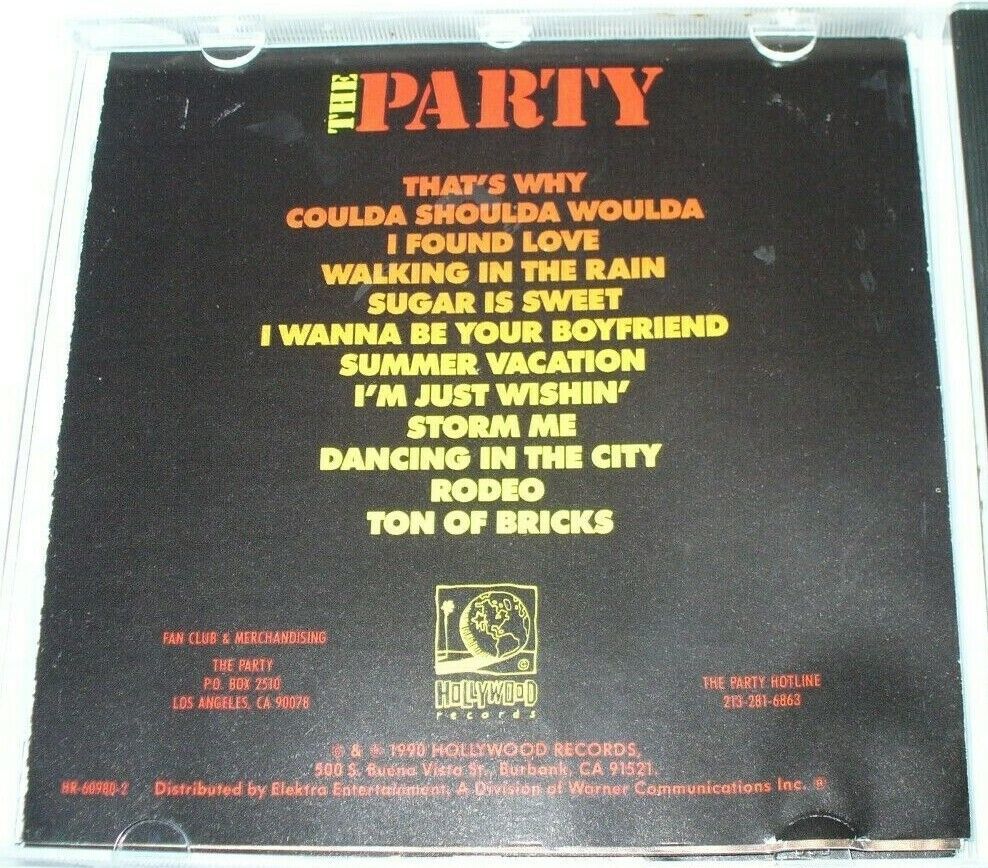 THE PARTY
THAT'S WHY
COULDA SHOULDA WOULDA
I FOUND LOVE
WALKING IN THE RAIN
SUGAR IS SWEET
I WANNA BE YOUR BOYFRIEND
SUMMER VACATION
I'M JUST WISHIN'
STORM ME
DANCING IN THE CITY
RODEO
TON OF BRICKS
FAN CLUB & MERCHANDISING
THE PARTY
P.O. BOX 2510
LOS ANGELES, CA 90078
©
HOLLYWOOD
records
THE PARTY HOTLINE
213-281-6863
© & ℗ 1990 HOLLYWOOD RECORDS,
500 S. Buena Vista St., Burbank, CA 91521.
HR-60980-2 Distributed by Elektra Entertainment, A Division of Warner Communications Inc. ®